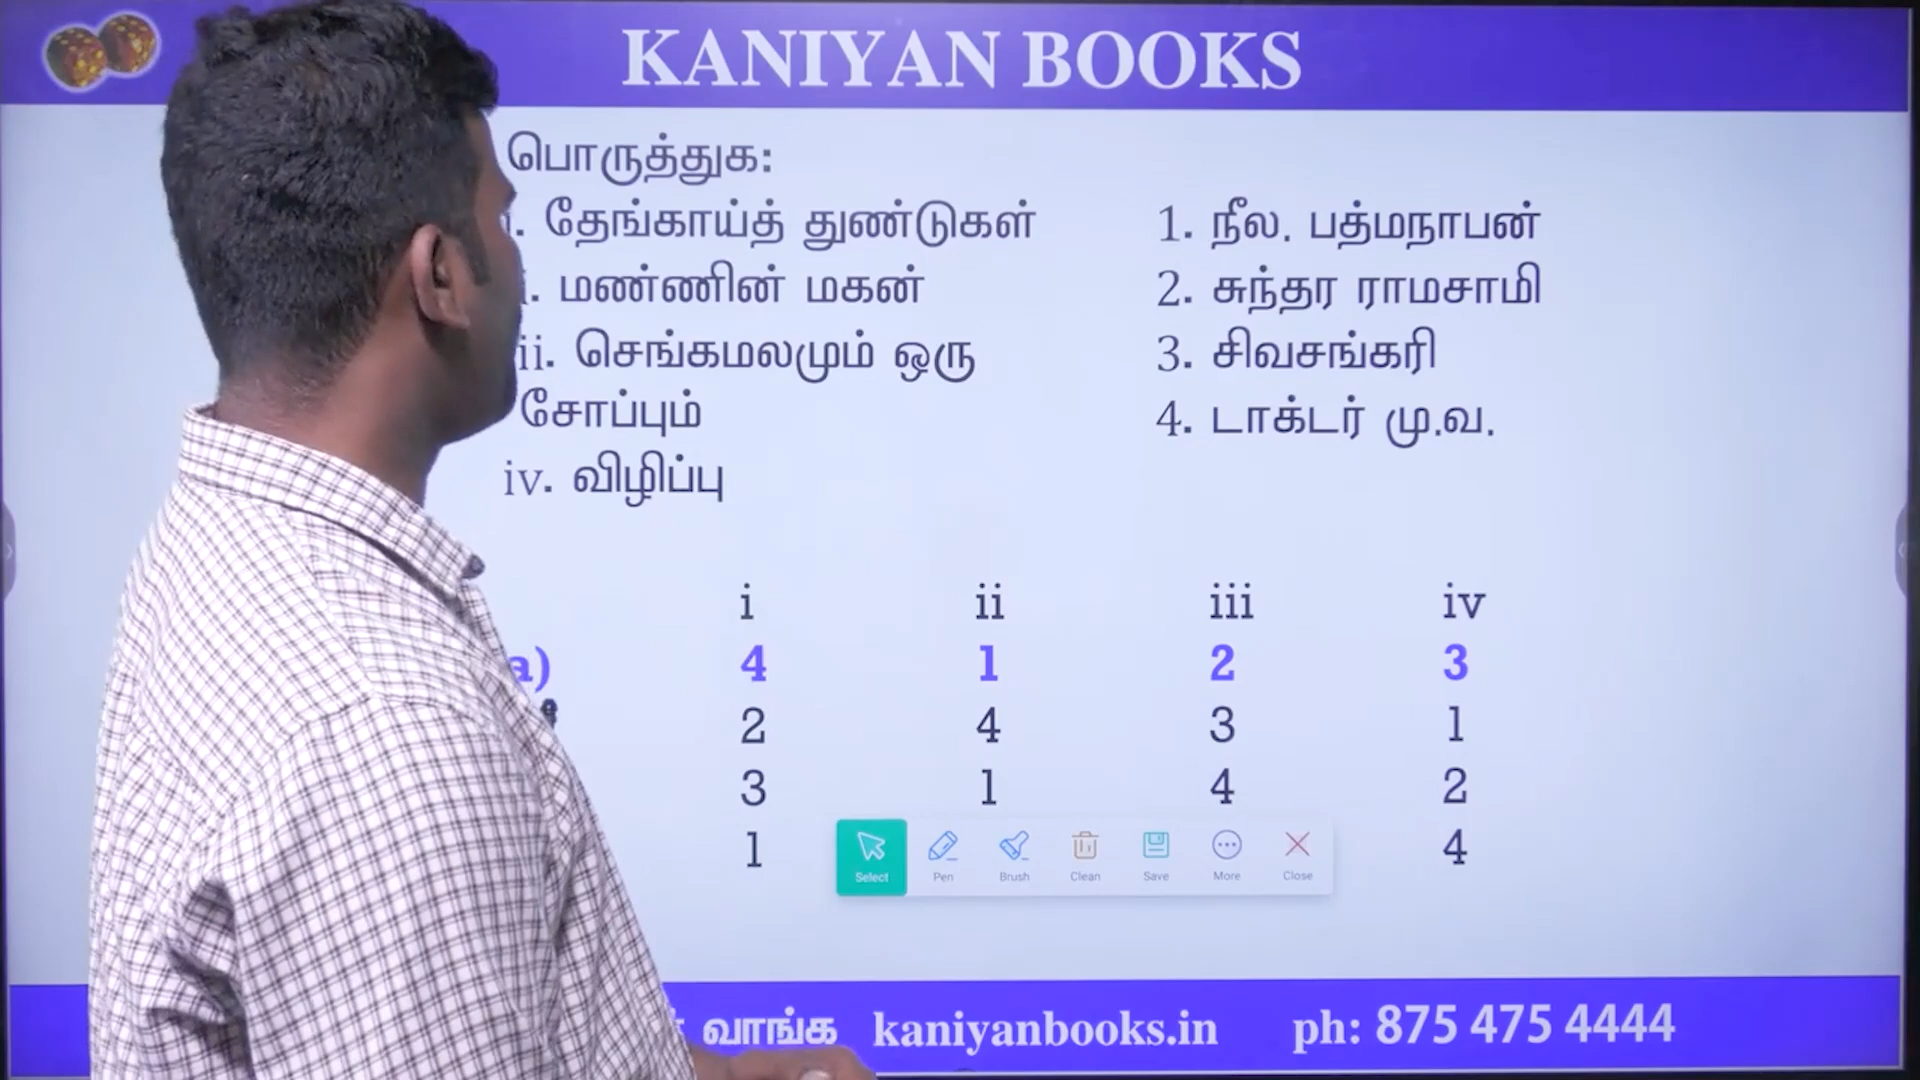 KANIYAN BOOKS
பொருத்துக:
i. தேங்காய்த் துண்டுகள் 1. நீல. பத்மநாபன்
i. மண்ணின் மகன் 2. சுந்தர ராமசாமி
ii. செங்கமலமும் ஒரு 3. சிவசங்கரி
சோப்பும் 4. டாக்டர் மு.வ.
iv. விழிப்பு
i ii iii iv
a) 4 1 2 3
2 4 3 1
3 1 4 2
1 4
Select Pen Brush Clean Save More Close
வாங்க kaniyanbooks.in ph: 875 475 4444